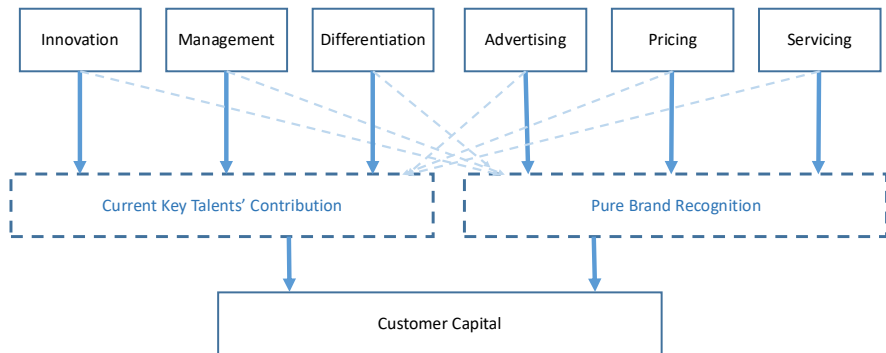 Innovation
Management
Differentiation
Advertising
Pricing
Servicing
Current Key Talents’ Contribution
Pure Brand Recognition
Customer Capital